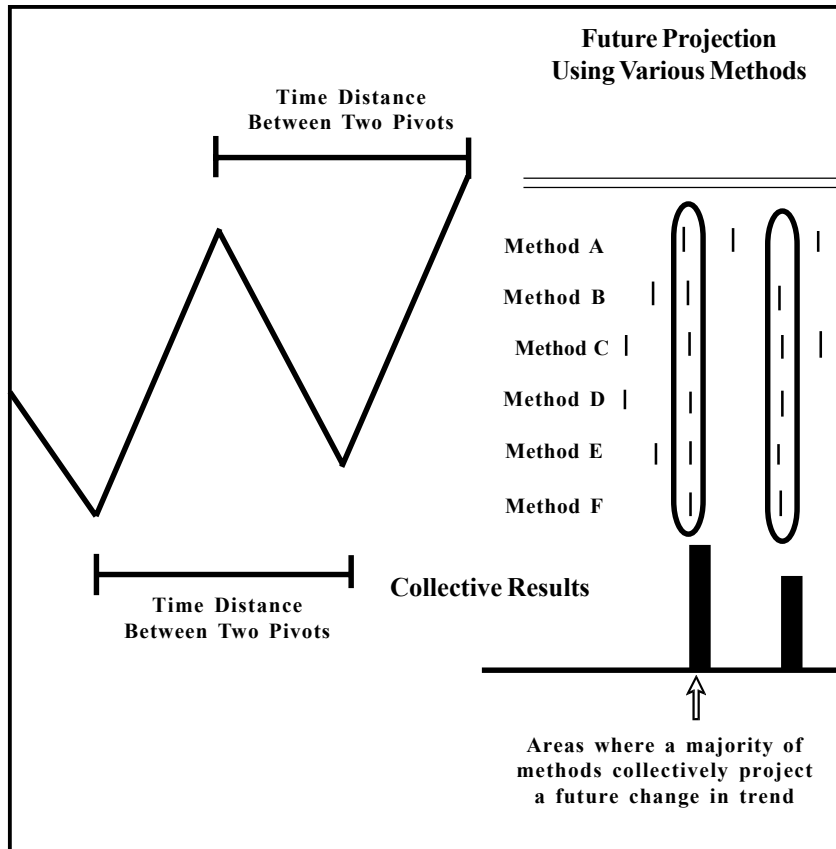 Future Projection
Using Various Methods
Time Distance
Between Two Pivots
Method A
Method B
Method C
Method D
Method E
Method F
Collective Results
Time Distance
Between Two Pivots
Areas where a majority of
methods collectively project
a future change in trend